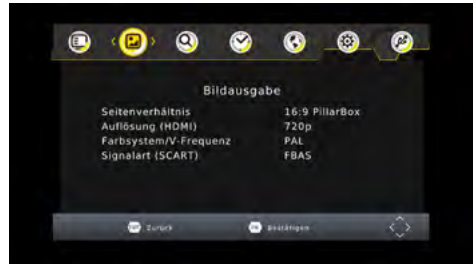 Bildausgabe
Seitenverhältnis 16:9 PillarBox
Auflösung (HDMI) 720p
Farbsystem/V-Frequenz PAL
Signalart (SCART) FBAS
Zurück Bestätigen